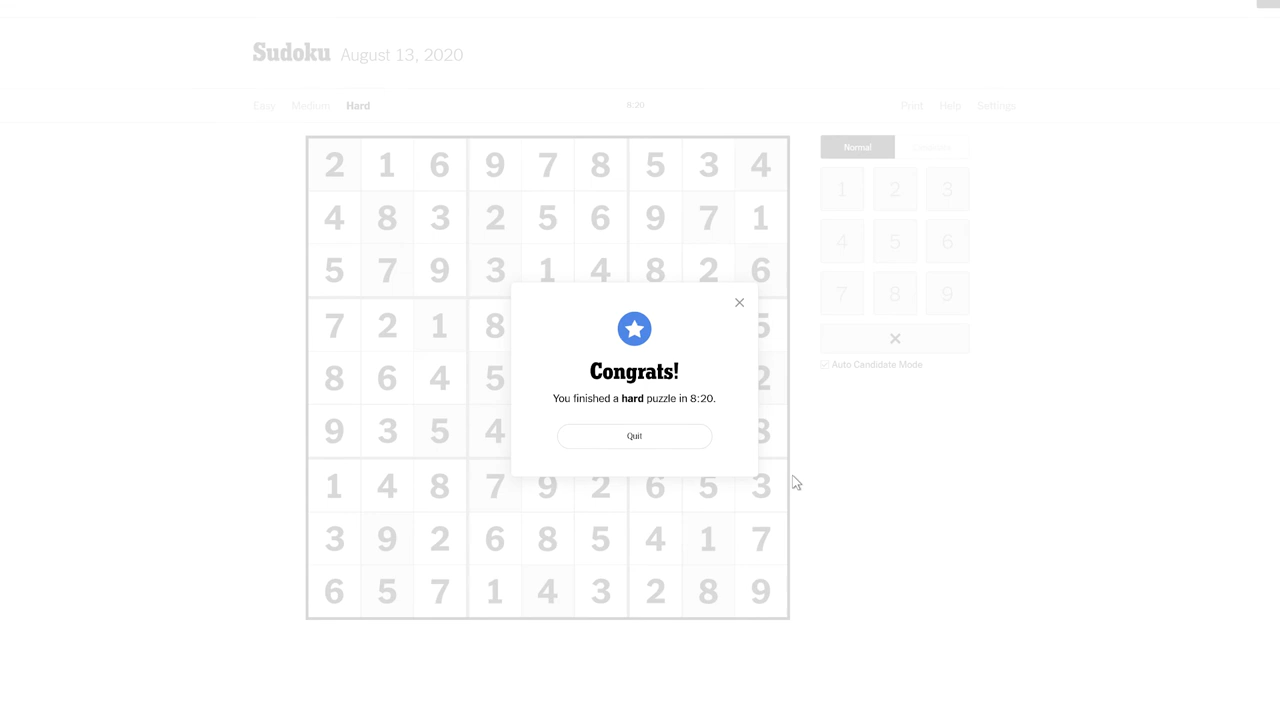 Sudoku August 13, 2020
Easy Medium Hard 8:20 Print Help Settings
2 1 6 9 7 8 5 3 4
4 8 3 2 5 6 9 7 1
5 7 9 3 1 4 8 2 6
7 2 1 8 5
8 6 4 5 2
9 3 5 4 8
1 4 8 7 9 2 6 5 3
3 9 2 6 8 5 4 1 7
6 5 7 1 4 3 2 8 9
Congrats!
You finished a hard puzzle in 8:20.
Quit
Normal
1 2 3
4 5 6
7 8 9
Auto Candidate Mode